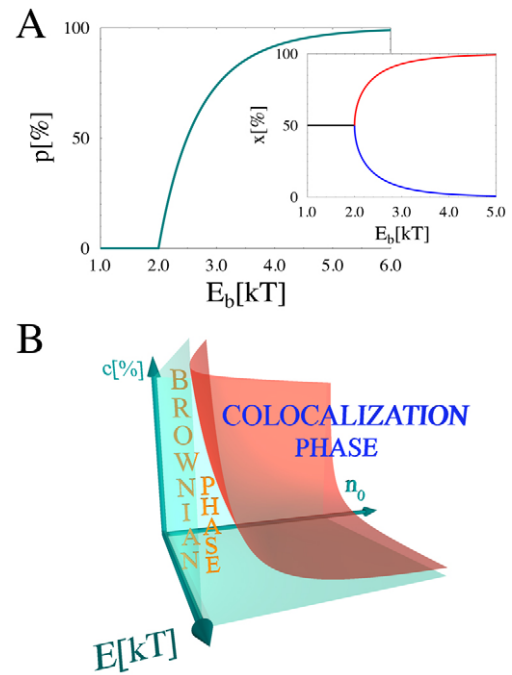 A
100
50
0
p[%]
1.0 2.0 3.0 4.0 5.0 6.0
E_b[kT]
100
50
0
x[%]
1.0 2.0 3.0 4.0 5.0
E_b[kT]
B
c[%]
BROWNIAN
PHASE
COLOCALIZATION
PHASE
n_0
E[kT]